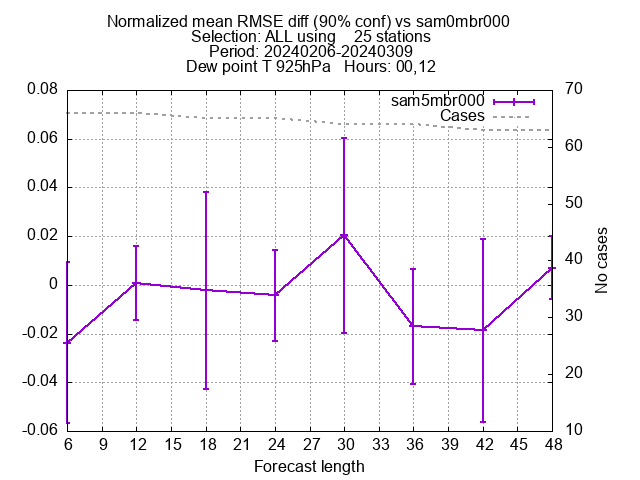 Normalized mean RMSE diff (90% conf) vs sam0mbr000
Selection: ALL using    25 stations
Period: 20240206-20240309
Dew point T 925hPa   Hours: 00,12
sam5mbr000
Cases
0.08
0.06
0.04
0.02
0
-0.02
-0.04
-0.06
70
60
50
40
30
20
10
No cases
6 9 12 15 18 21 24 27 30 33 36 39 42 45 48
Forecast length